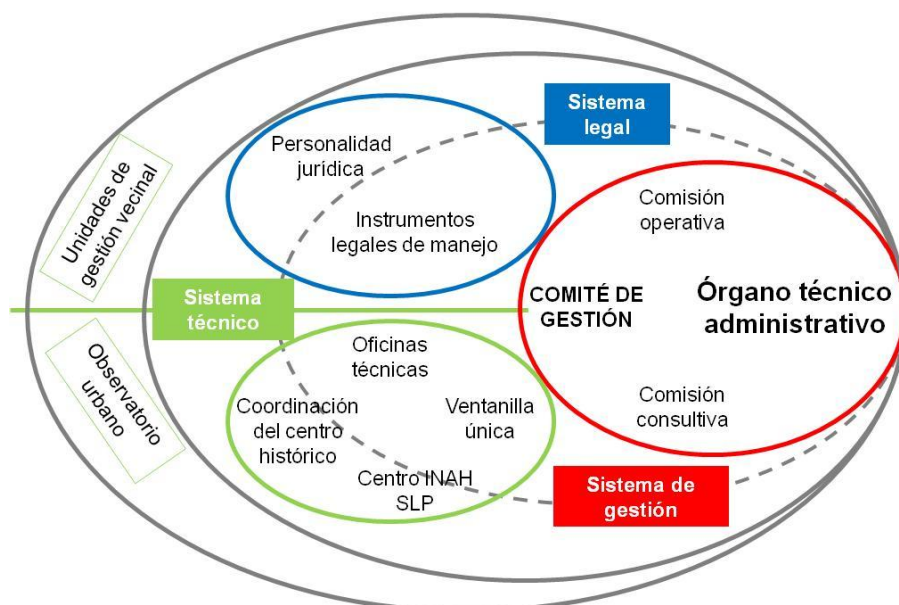 Sistema
legal
Personalidad
jurídica
Instrumentos
legales de manejo
Comisión
operativa
Unidades de
gestión vecinal
Sistema
técnico
COMITÉ DE
GESTIÓN
Órgano técnico
administrativo
Observatorio
urbano
Oficinas
técnicas
Coordinación
del centro
histórico
Ventanilla
única
Centro INAH
SLP
Comisión
consultiva
Sistema de
gestión